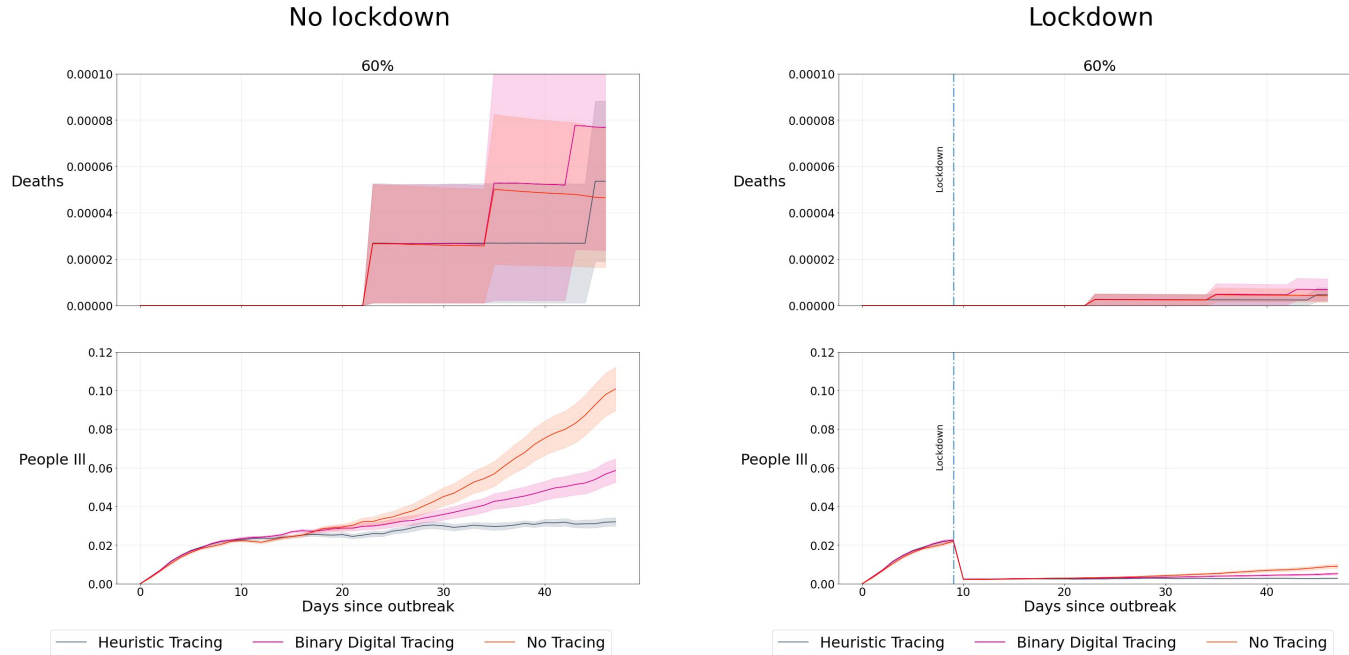 No lockdown
60%
0.00010
0.00008
0.00006
0.00004
0.00002
0.00000
Deaths
0.12
0.10
0.08
0.06
0.04
0.02
0.00
People Ill
0 10 20 30 40
Days since outbreak
Heuristic Tracing Binary Digital Tracing No Tracing
Lockdown
60%
0.00010
0.00008
0.00006
0.00004
0.00002
0.00000
Deaths
Lockdown
0.12
0.10
0.08
0.06
0.04
0.02
0.00
People Ill
Lockdown
0 10 20 30 40
Days since outbreak
Heuristic Tracing Binary Digital Tracing No Tracing